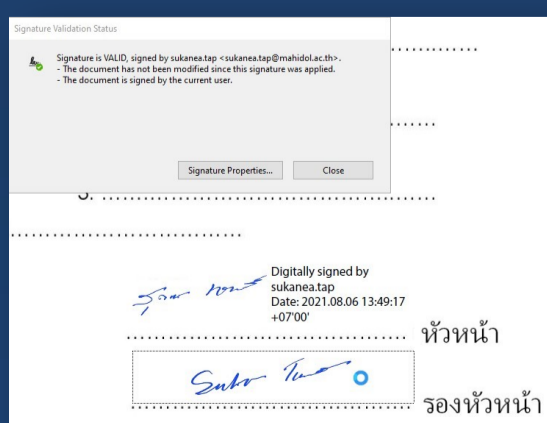 Signature Validation Status
Signature is VALID, signed by sukanea.tap <sukanea.tap@mahidol.ac.th>.
- The document has not been modified since this signature was applied.
- The document is signed by the current user.
Signature Properties...
Close
3. ................................................
................................
Digitally signed by
sukanea.tap
Date: 2021.08.06 13:49:17
+07'00'
........................................ หัวหน้า
........................................ รองหัวหน้า